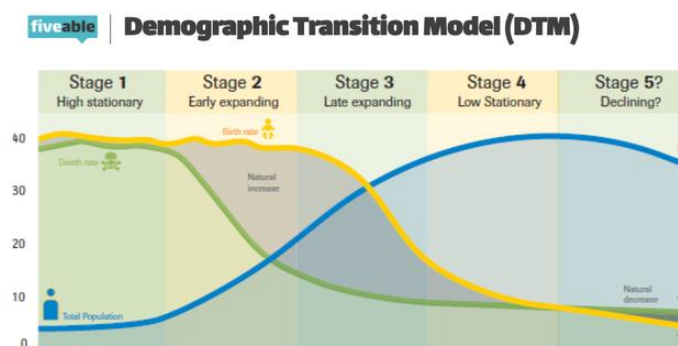 fiveable
Demographic Transition Model (DTM)
Stage 1
High stationary
Stage 2
Early expanding
Stage 3
Late expanding
Stage 4
Low Stationary
Stage 5?
Declining?
40
30
20
10
0
Birth rate
Death rate
Natural
increase
Total Population
Natural
decrease